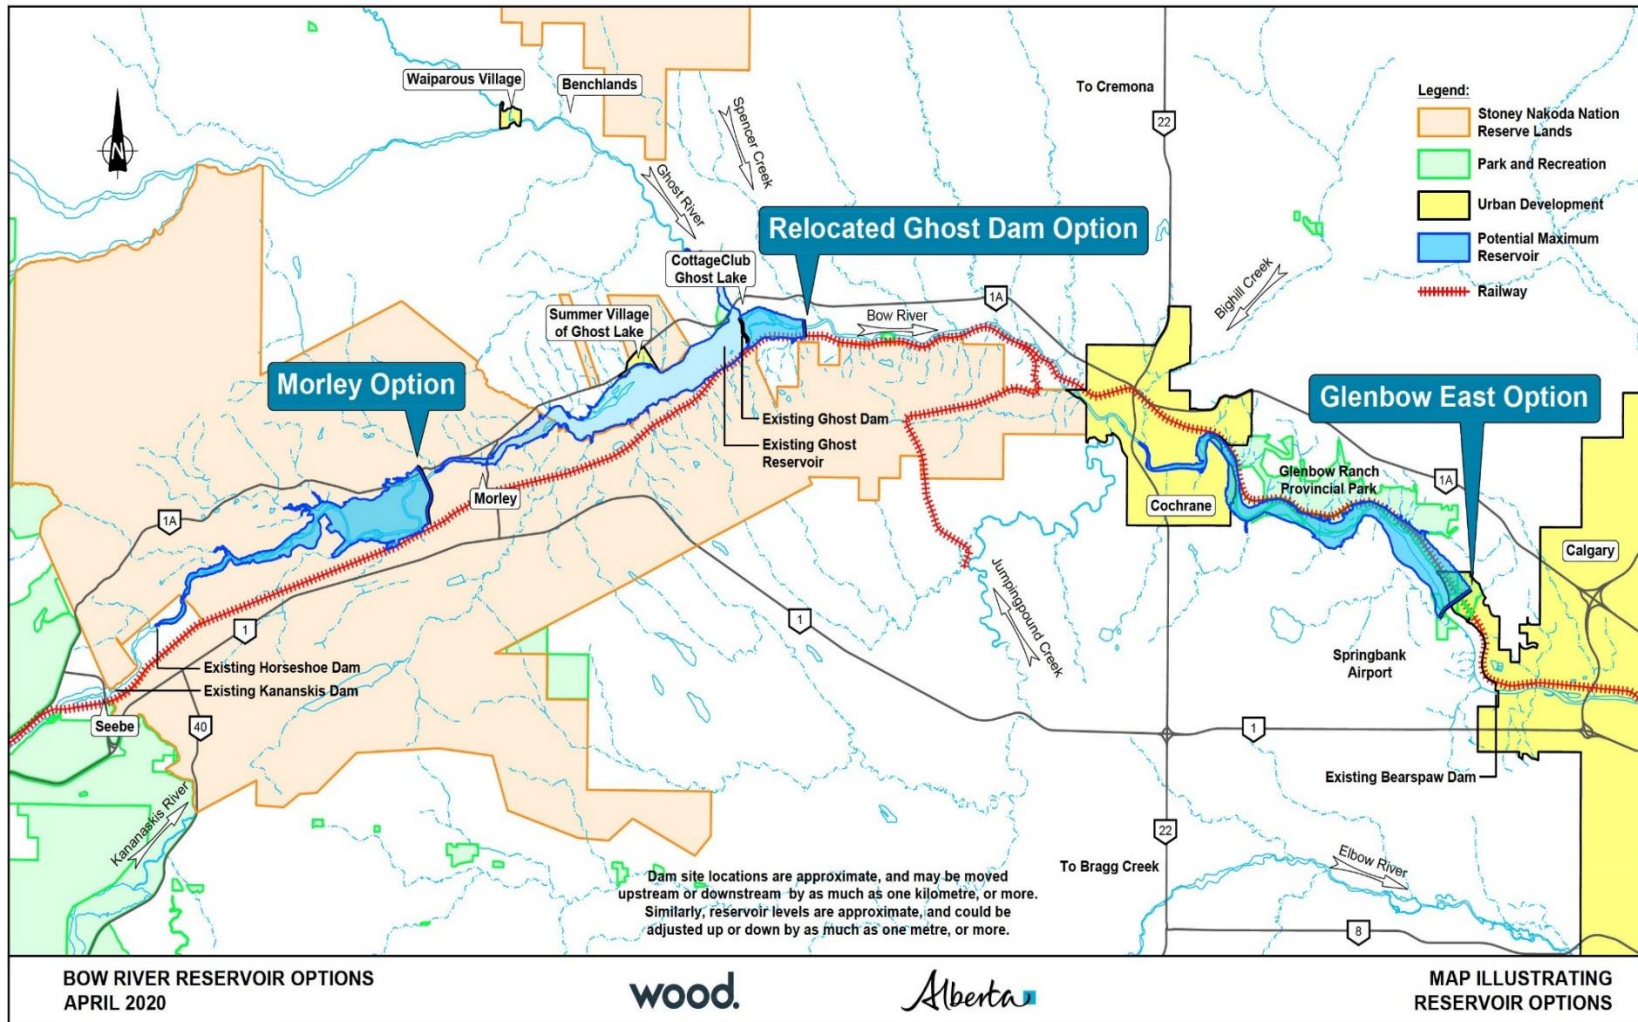 Waiparous Village
Benchlands
Spencer Creek
To Cremona
22
Legend:
Stoney Nakoda Nation
Reserve Lands
Park and Recreation
Urban Development
Potential Maximum
Reservoir
Railway
N
Ghost River
Relocated Ghost Dam Option
CottageClub
Ghost Lake
1A
Bighill Creek
Summer Village
of Ghost Lake
Bow River
Morley Option
Glenbow East Option
Existing Ghost Dam
Existing Ghost
Reservoir
Glenbow Ranch
Provincial Park
1A
Morley
Cochrane
1A
Calgary
Jumpingpound Creek
1
1
Springbank
Airport
Existing Horseshoe Dam
Existing Kananskis Dam
Seebe
40
1
Existing Bearspaw Dam
Kananaskis River
22
To Bragg Creek
Elbow River
8
Dam site locations are approximate, and may be moved
upstream or downstream by as much as one kilometre, or more.
Similarly, reservoir levels are approximate, and could be
adjusted up or down by as much as one metre, or more.
BOW RIVER RESERVOIR OPTIONS
APRIL 2020
wood.
Alberta
MAP ILLUSTRATING
RESERVOIR OPTIONS